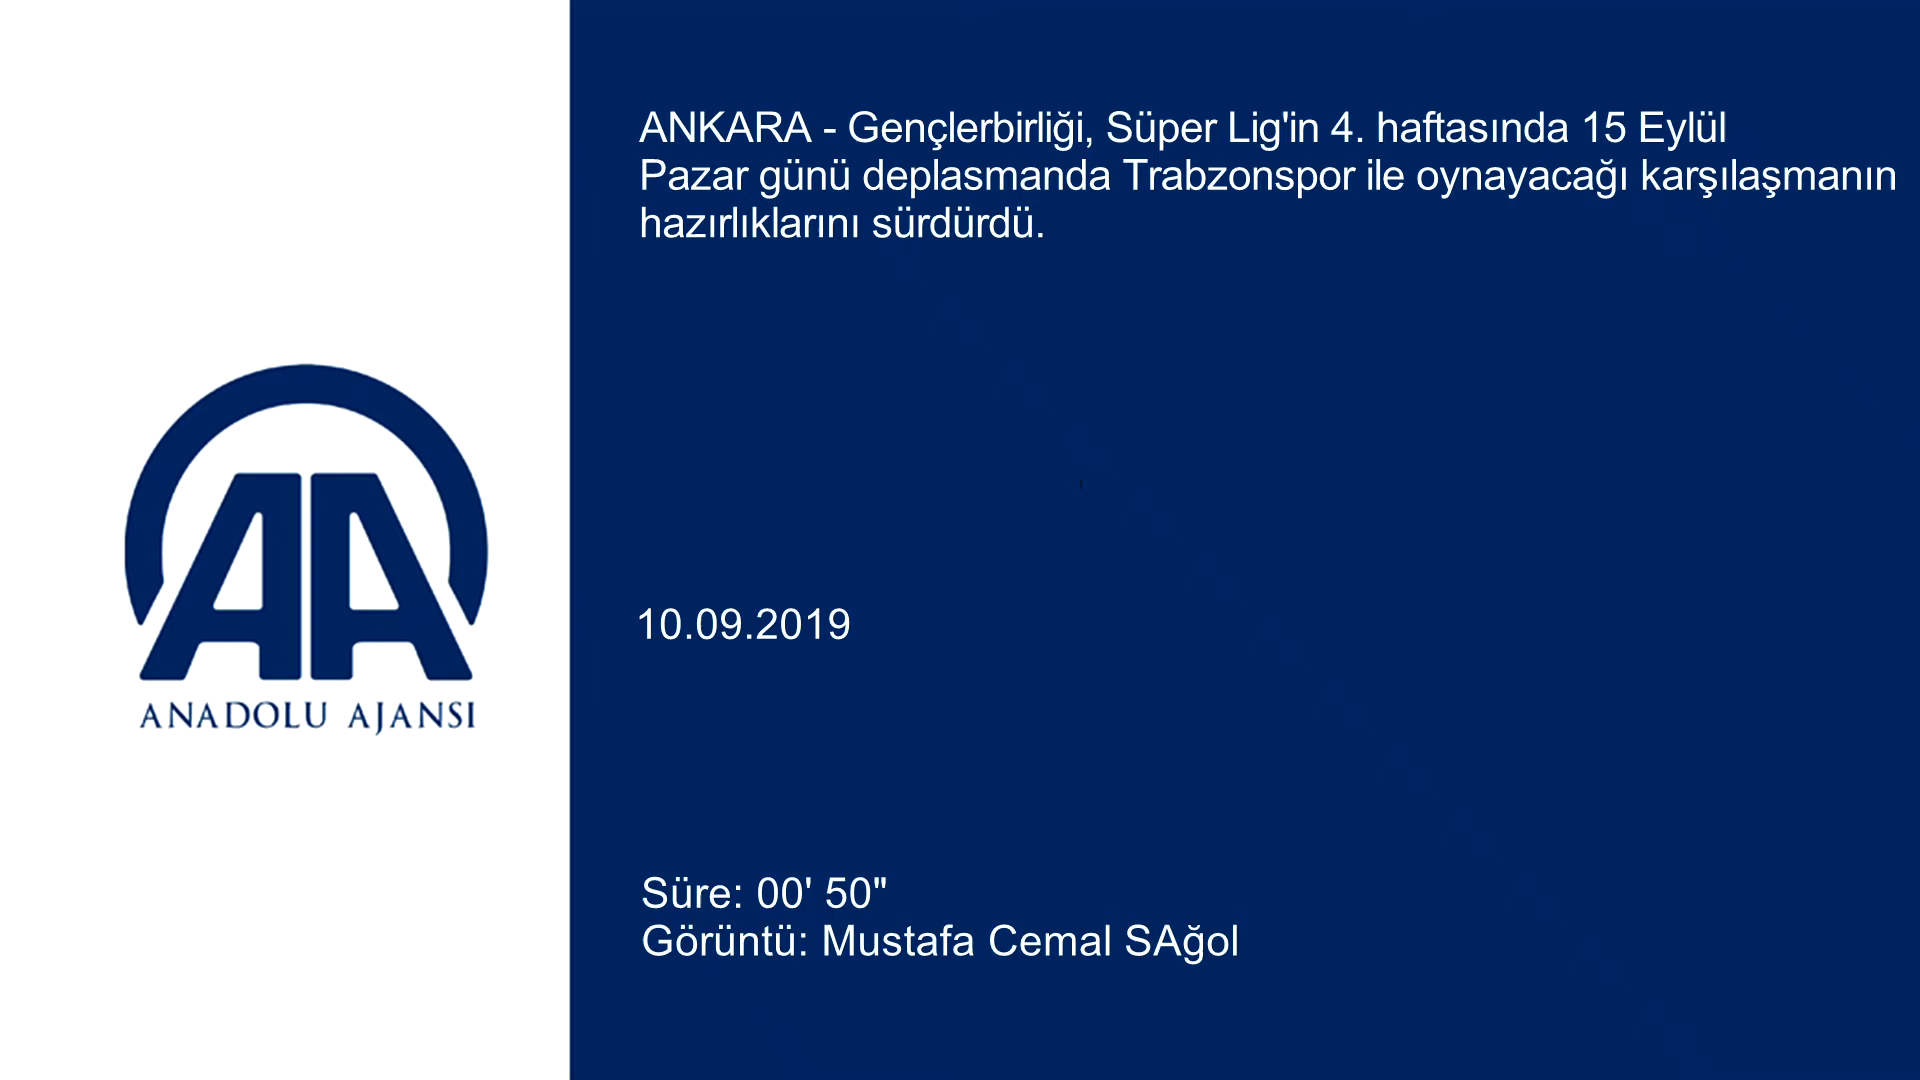 ANKARA - Gençlerbirliği, Süper Lig'in 4. haftasında 15 Eylül
Pazar günü deplasmanda Trabzonspor ile oynayacağı karşılaşmanın
hazırlıklarını sürdürdü.
AA
ANADOLU AJANSI
10.09.2019
Süre: 00' 50"
Görüntü: Mustafa Cemal SAğol